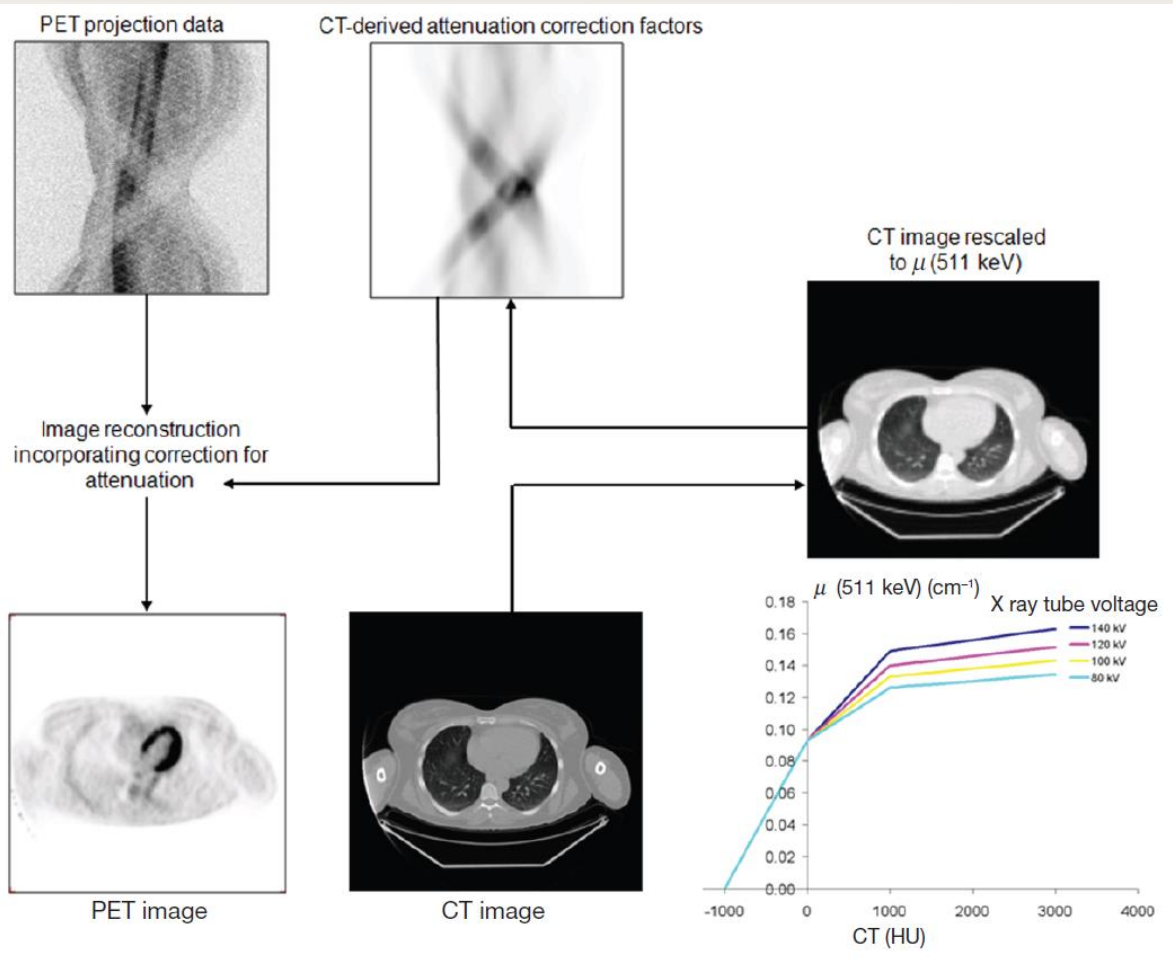 PET projection data
CT-derived attenuation correction factors
CT image rescaled
to μ (511 keV)
Image reconstruction
incorporating correction for
attenuation
μ (511 keV) (cm⁻¹)
X ray tube voltage
140 kV
120 kV
100 kV
80 kV
0.18
0.16
0.14
0.12
0.10
0.08
0.06
0.04
0.02
0.00
-1000
0
1000
2000
3000
4000
CT (HU)
PET image
CT image